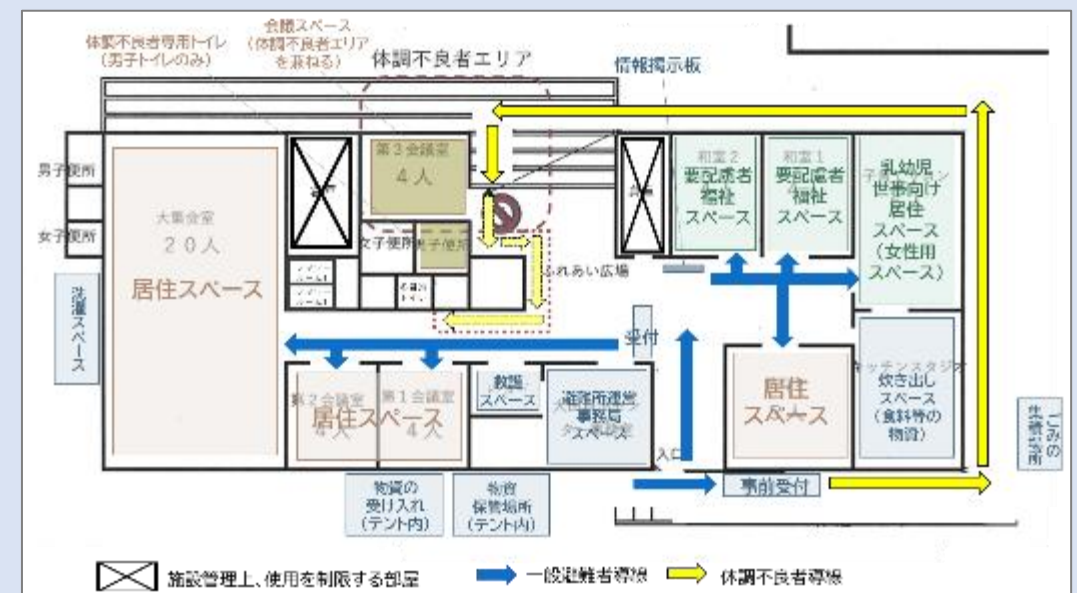 体調不良者専用トイレ
(男子トイレのみ)
会議スペース
(体調不良者エリア
を兼ねる)
体調不良者エリア
情報掲示板
男子便所
女子便所
洗濯スペース
大集会室
20人
居住スペース
第3会議室
4人
女子便所
男子便所
ふれあい広場
和室2
要配慮者
福祉
スペース
和室1
要配慮者
福祉
スペース
乳幼児
世帯向け
居住
スペース
(女性用
スペース)
受付
第2会議室
4人
第1会議室
4人
居住スペース
救護
スペース
避難所運営
事務局
スペース
入口
居住
スペース
キッチンスタジオ
炊き出し
スペース
(食料等の
物資)
物資の
受け入れ
(テント内)
物資
保管場所
(テント内)
事前受付
施設管理上、使用を制限する部屋
一般避難者導線
体調不良者導線